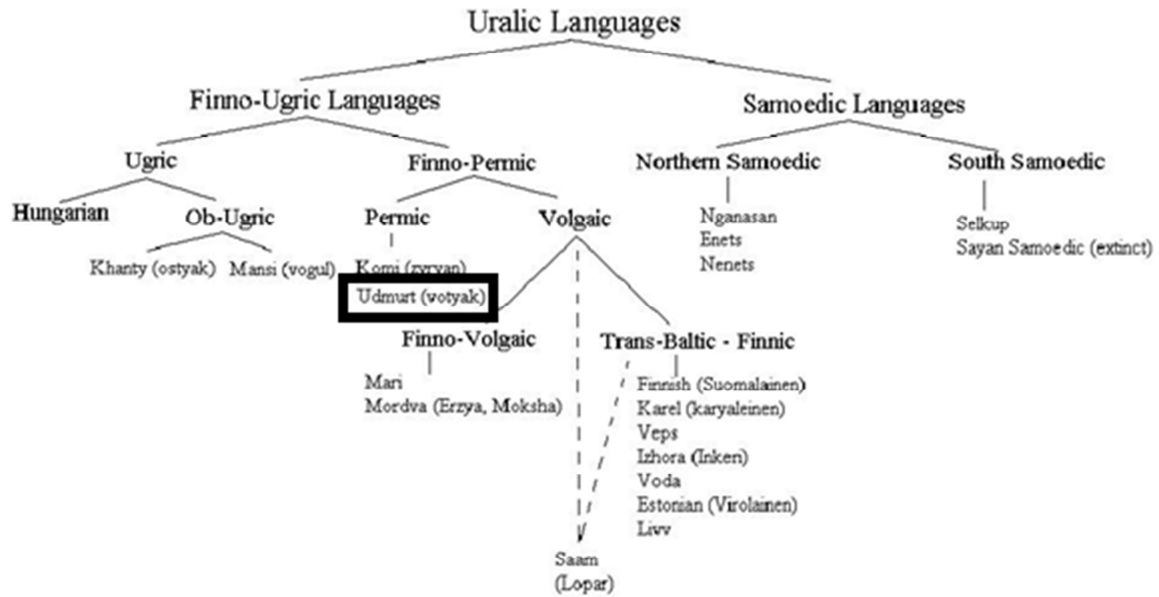 Uralic Languages
Finno-Ugric Languages
Samoedic Languages
Ugric
Finno-Permic
Northern Samoedic
South Samoedic
Hungarian
Ob-Ugric
Permic
Volgaic
Nganasan
Enets
Nenets
Selkup
Sayan Samoedic (extinct)
Khanty (ostyak)
Mansi (vogul)
Komi (zyryan)
Udmurt (votyak)
Finno-Volgaic
Trans-Baltic - Finnic
Mari
Mordva (Erzya, Moksha)
Finnish (Suomalainen)
Karel (karyaleinen)
Veps
Izhora (Inkeri)
Voda
Estonian (Virolainen)
Livv
Saam
(Lopar)